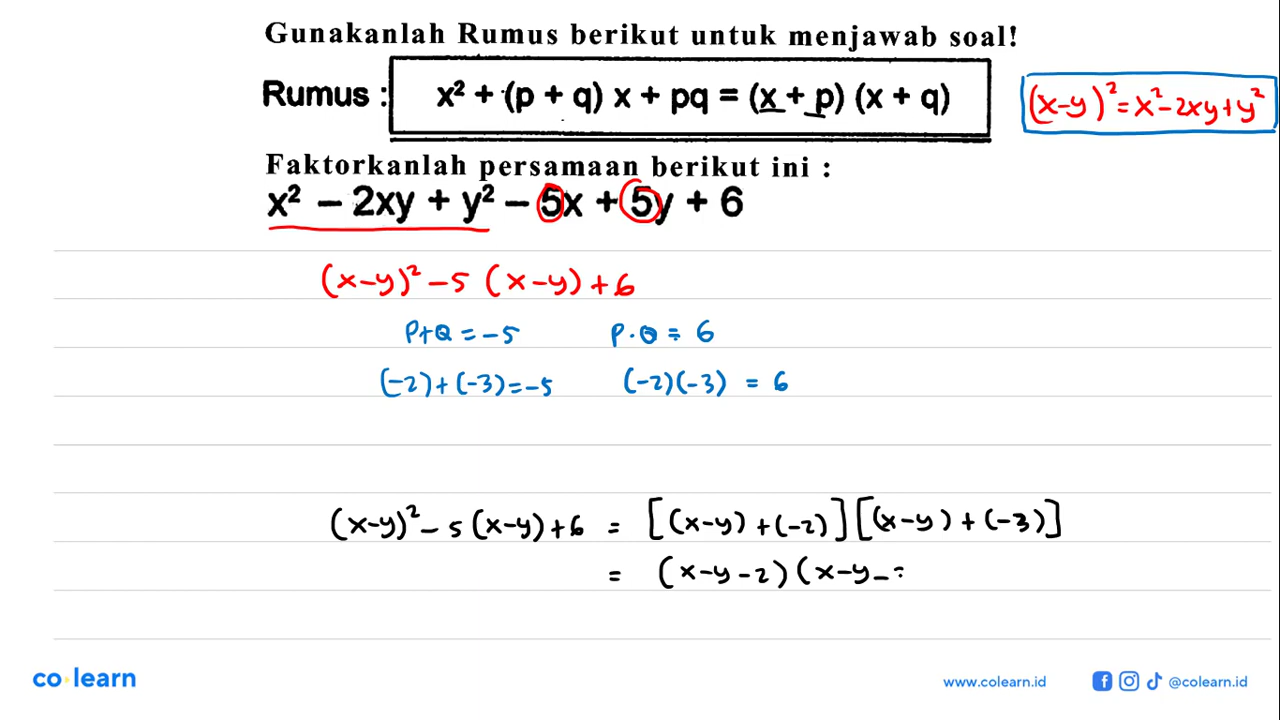 Gunakanlah Rumus berikut untuk menjawab soal!
Rumus : x² + (p + q) x + pq = (x + p) (x + q)
(x-y)² = x² - 2xy + y²
Faktorkanlah persamaan berikut ini :
x² – 2xy + y² – 5x + 5y + 6
(x-y)² - 5 (x-y) + 6
P+Q = -5 P·Q = 6
(-2)+(-3)=-5 (-2)(-3) = 6
(x-y)² - 5 (x-y) + 6 = [(x-y) + (-2)] [(x-y) + (-3)]
= (x-y-2) (x-y-
co·learn
www.colearn.id @colearn.id